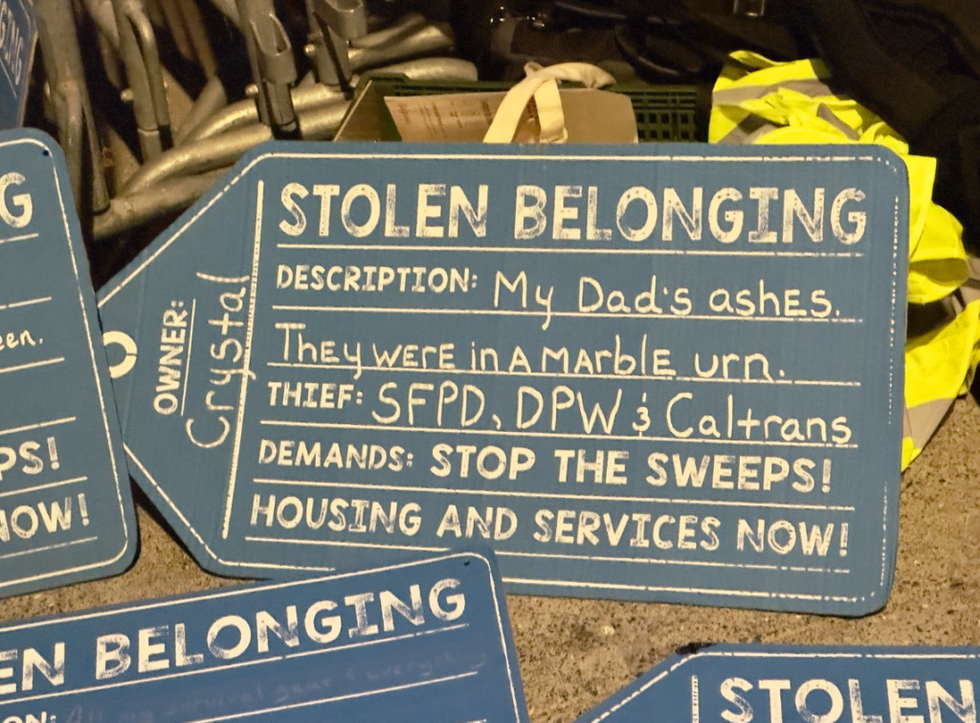 STOLEN BELONGING
DESCRIPTION: My Dad's ashes.
They were in a marble urn.
THIEF: SFPD, DPW & Caltrans
DEMANDS: STOP THE SWEEPS!
HOUSING AND SERVICES NOW!
OWNER:
Crystal
G
een.
PS!
NOW!
EN BELONGING
ON:
STOLEN